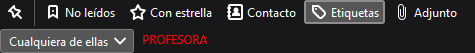 No leídos Con estrella Contacto Etiquetas Adjunto
Cualquiera de ellas PROFESORA